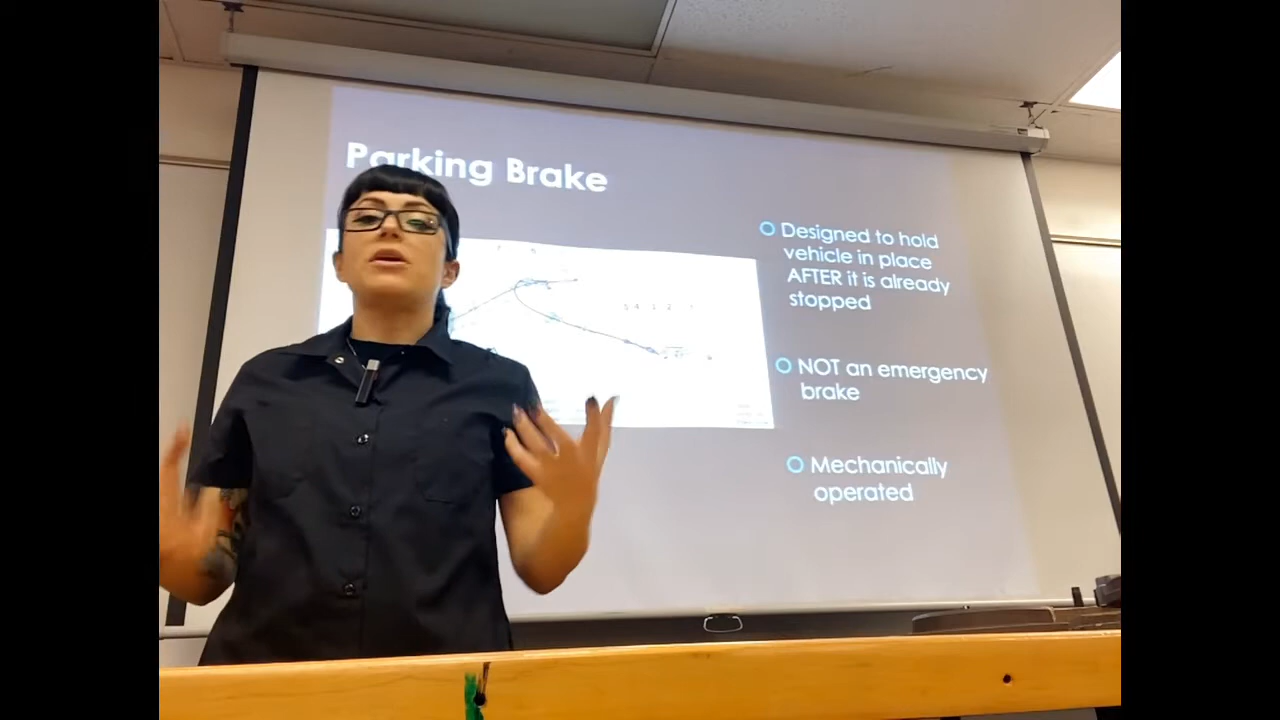 Parking Brake
Designed to hold
vehicle in place
AFTER it is already
stopped
NOT an emergency
brake
Mechanically
operated